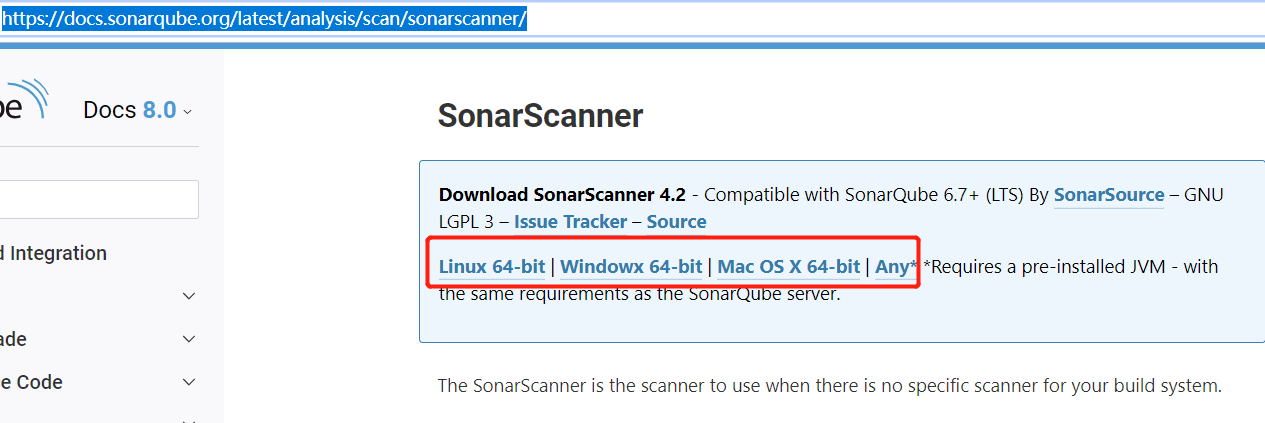 https://docs.sonarqube.org/latest/analysis/scan/sonarscanner/
be
Docs 8.0
d Integration
ade
e Code
SonarScanner
Download SonarScanner 4.2 - Compatible with SonarQube 6.7+ (LTS) By SonarSource – GNU
LGPL 3 – Issue Tracker – Source
Linux 64-bit | Windowx 64-bit | Mac OS X 64-bit | Any* *Requires a pre-installed JVM - with
the same requirements as the SonarQube server.
The SonarScanner is the scanner to use when there is no specific scanner for your build system.